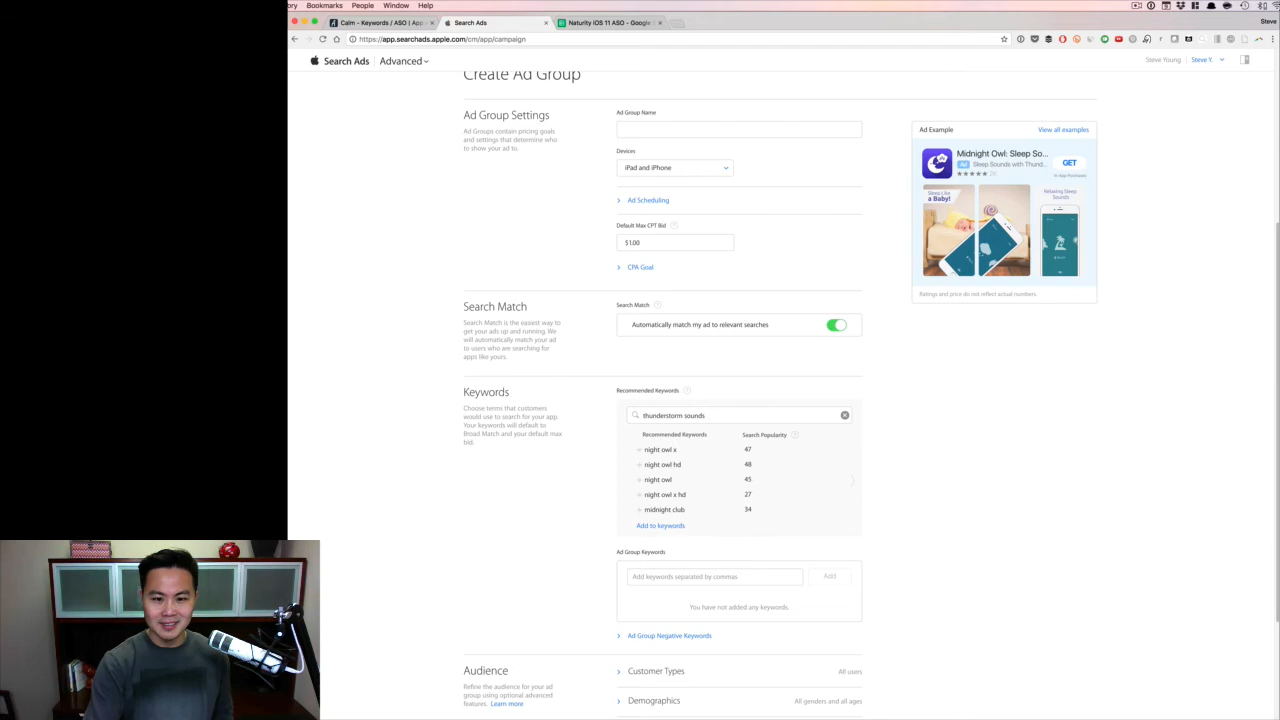 ory Bookmarks People Window Help
Steve
Calm - Keywords / ASO | App
Search Ads
Naturity iOS 11 ASO - Google
https://app.searchads.apple.com/cm/app/campaign
Search Ads
Advanced
Steve Young
Steve Y.
Create Ad Group
Ad Group Settings
Ad Groups contain pricing goals
and settings that determine who
to show your ad to.
Ad Group Name
Devices
iPad and iPhone
Ad Scheduling
Default Max CPT Bid
$1.00
CPA Goal
Ad Example
View all examples
Midnight Owl: Sleep So...
Ad Sleep Sounds with Thund...
GET
In-App Purchases
Sleep Like
a Baby!
Relaxing Sleep
Sounds
Ratings and price do not reflect actual numbers.
Search Match
Search Match is the easiest way to
get your ads up and running. We
will automatically match your ad
to users who are searching for
apps like yours.
Search Match
Automatically match my ad to relevant searches
Keywords
Choose terms that customers
would use to search for your app.
Your keywords will default to
Broad Match and your default max
bid.
Recommended Keywords
thunderstorm sounds
Recommended Keywords Search Popularity
night owl x 47
night owl hd 48
night owl 45
night owl x hd 27
midnight club 34
Add to keywords
Ad Group Keywords
Add keywords separated by commas
Add
You have not added any keywords.
Ad Group Negative Keywords
Audience
Refine the audience for your ad
group using optional advanced
features. Learn more
Customer Types
All users
Demographics
All genders and all ages